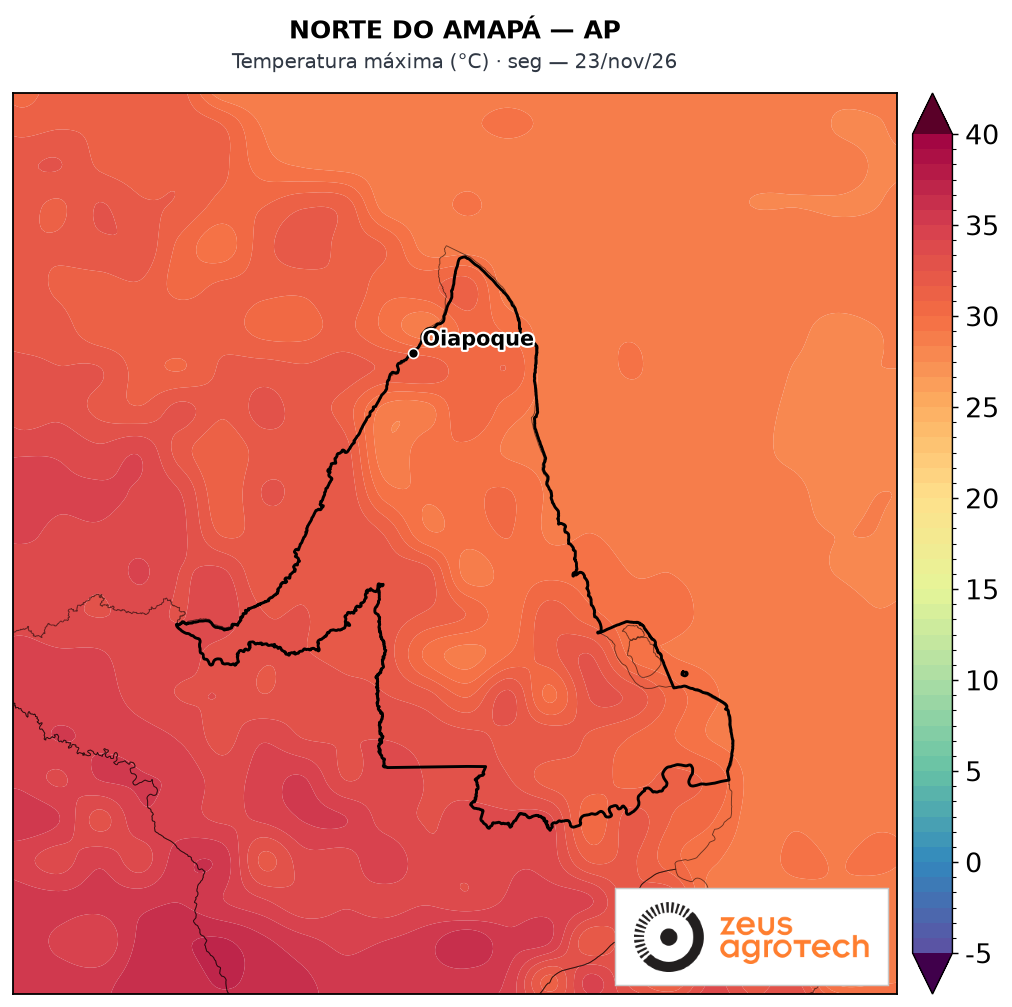 NORTE DO AMAPÁ — AP
Temperatura máxima (°C) · seg — 23/nov/26
Oiapoque
40
35
30
25
20
15
10
5
0
-5
zeus
agrotech